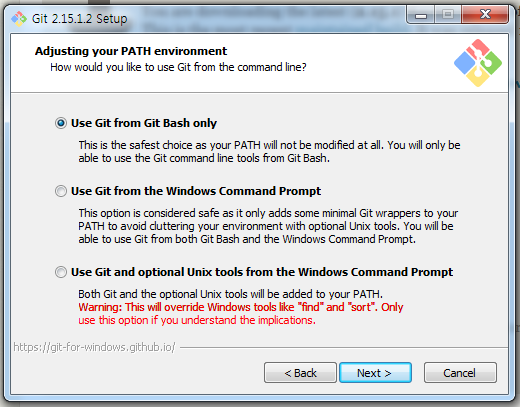 Git 2.15.1.2 Setup
Adjusting your PATH environment
How would you like to use Git from the command line?
Use Git from Git Bash only
This is the safest choice as your PATH will not be modified at all. You will only be
able to use the Git command line tools from Git Bash.
Use Git from the Windows Command Prompt
This option is considered safe as it only adds some minimal Git wrappers to your
PATH to avoid cluttering your environment with optional Unix tools. You will be
able to use Git from both Git Bash and the Windows Command Prompt.
Use Git and optional Unix tools from the Windows Command Prompt
Both Git and the optional Unix tools will be added to your PATH.
Warning: This will override Windows tools like "find" and "sort". Only
use this option if you understand the implications.
https://git-for-windows.github.io/
< Back
Next >
Cancel